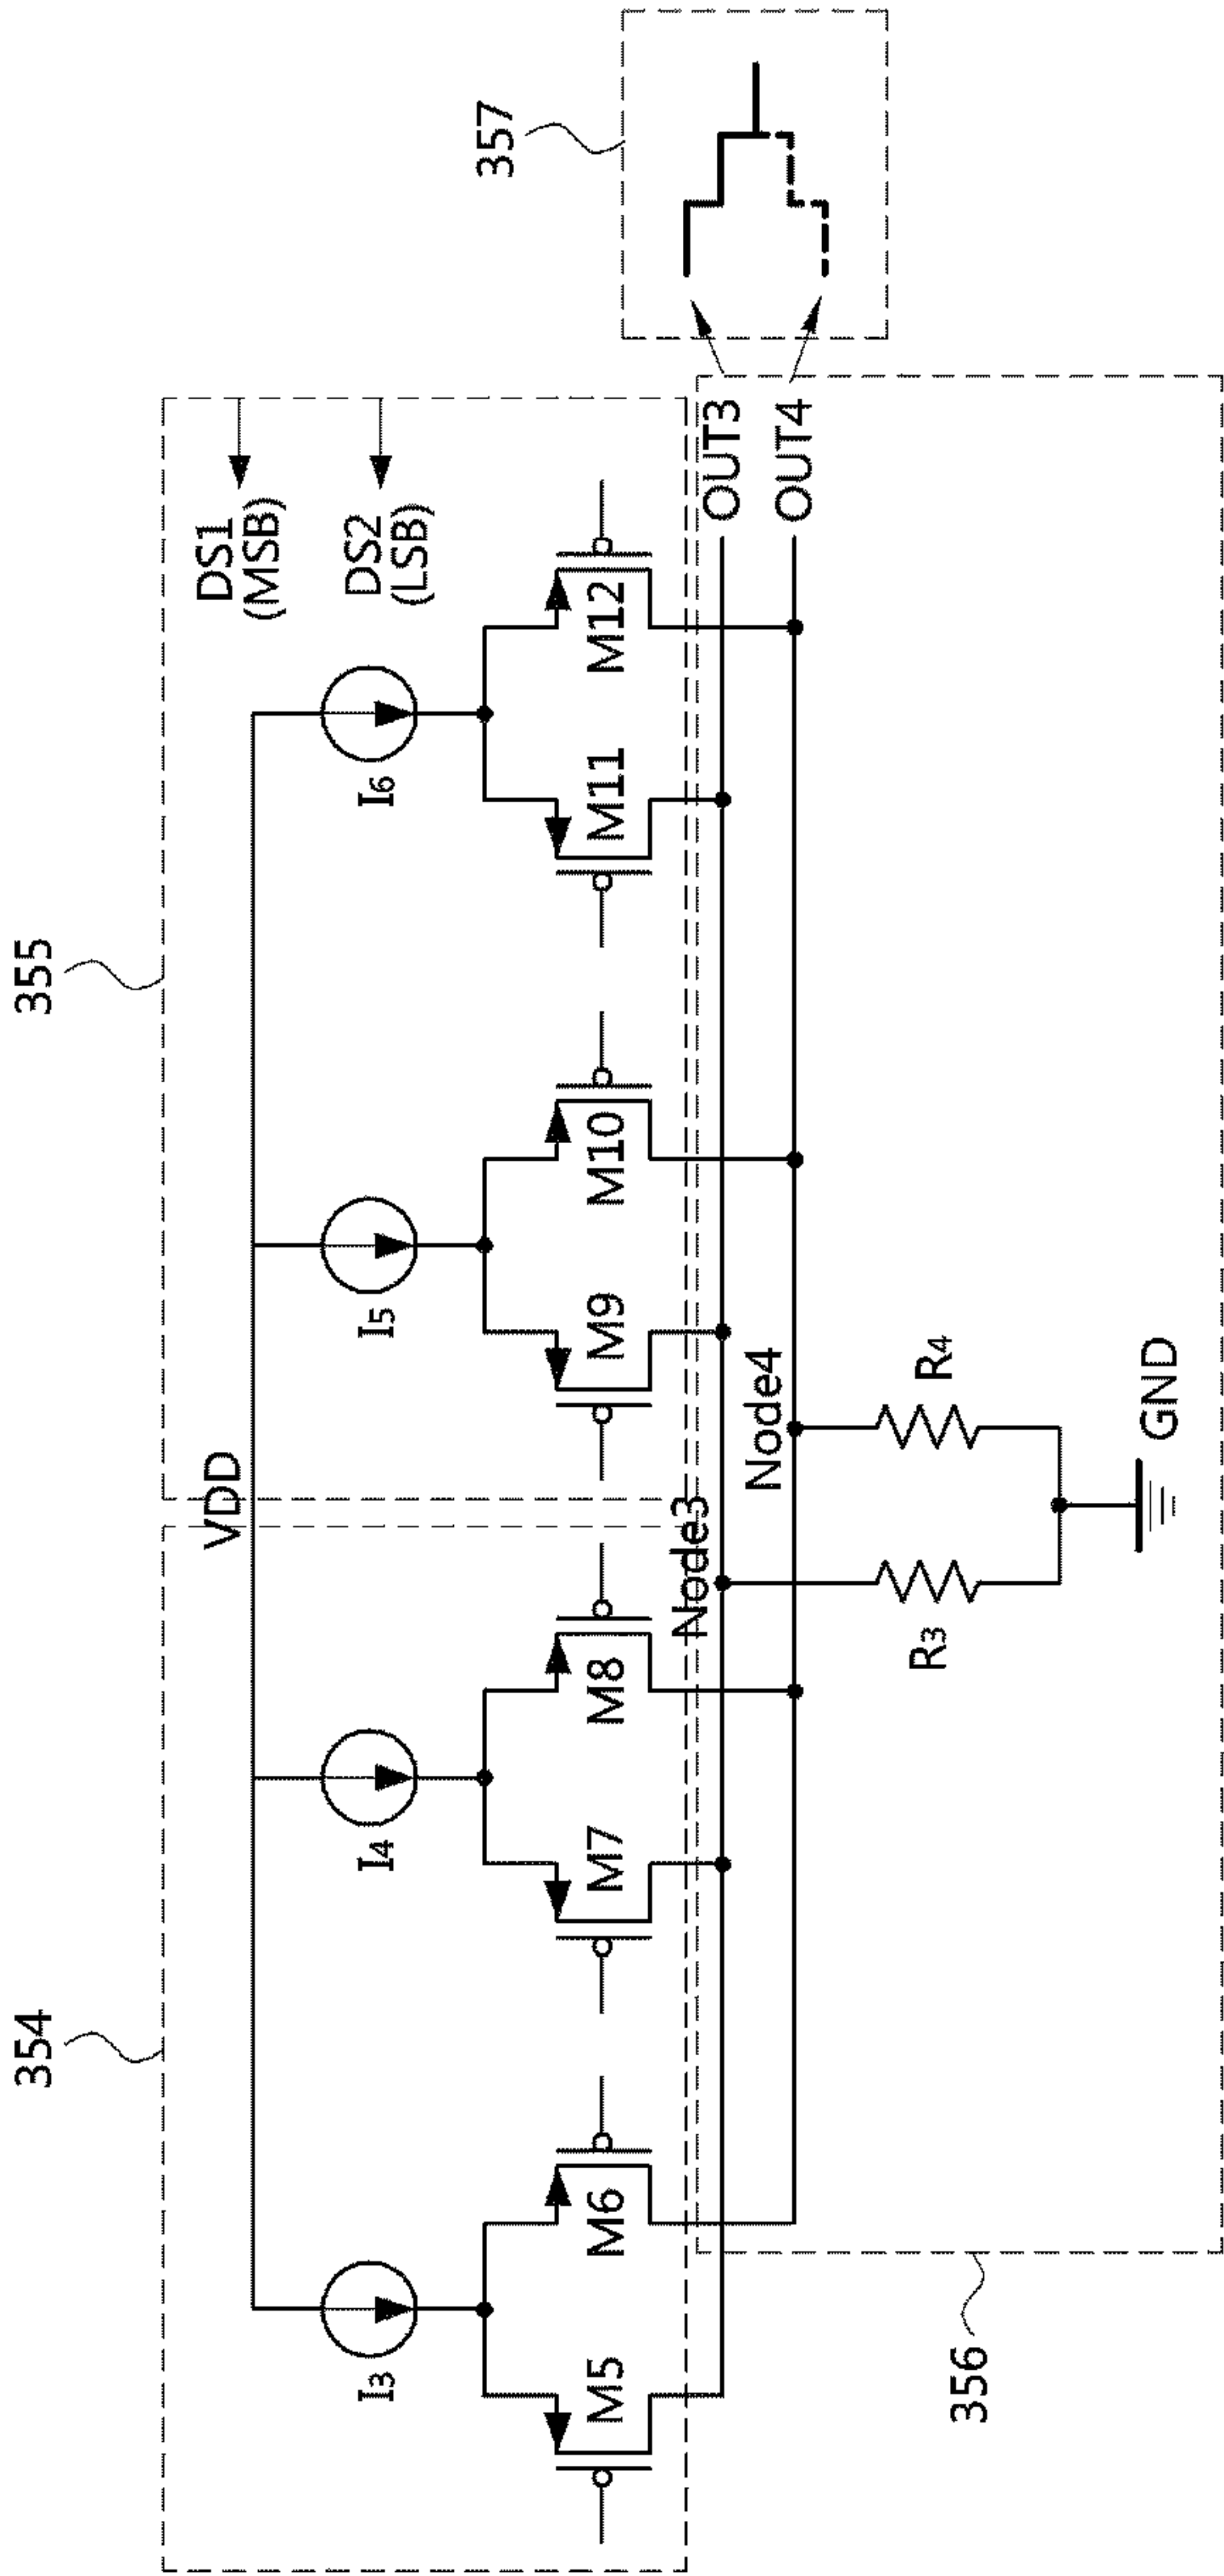 354
355
VDD
DS1
(MSB)
DS2
(LSB)
I3
I4
I5
I6
M5
M6
M7
M8
M9
M10
M11
M12
Node3
OUT3
Node4
OUT4
357
R3
R4
GND
356